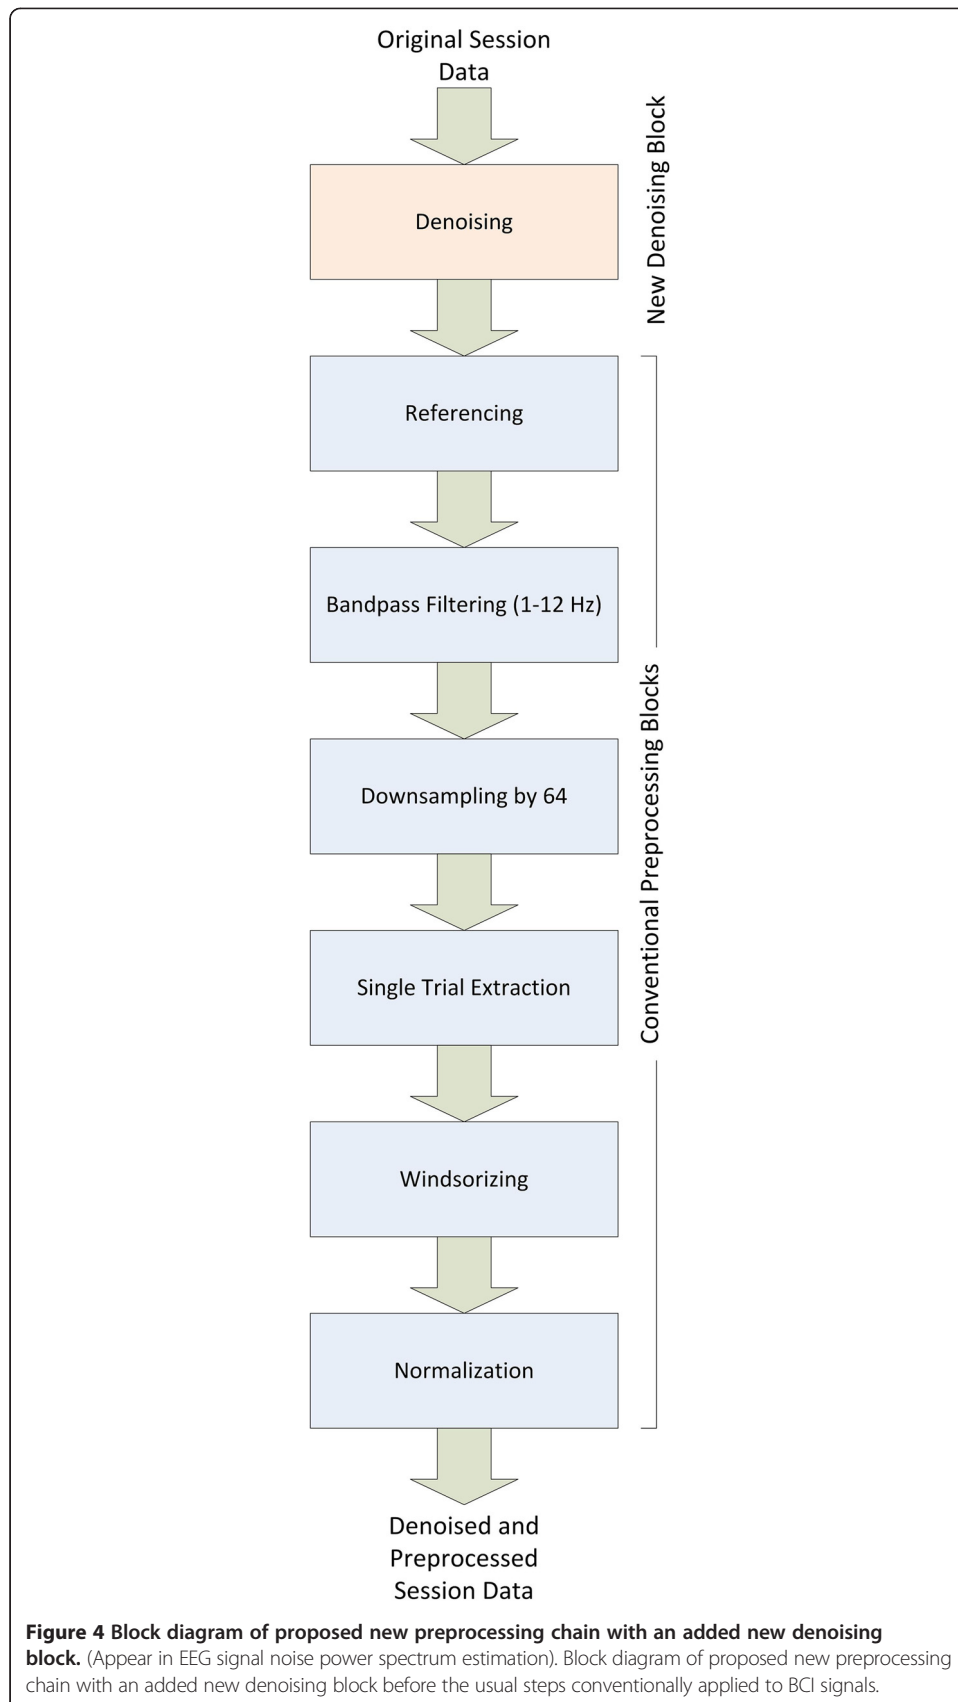 Original Session
Data
New Denoising Block
Denoising
Referencing
Bandpass Filtering (1-12 Hz)
Conventional Preprocessing Blocks
Downsampling by 64
Single Trial Extraction
Windsorizing
Normalization
Denoised and
Preprocessed
Session Data
Figure 4 Block diagram of proposed new preprocessing chain with an added new denoising
block. (Appear in EEG signal noise power spectrum estimation). Block diagram of proposed new preprocessing
chain with an added new denoising block before the usual steps conventionally applied to BCI signals.